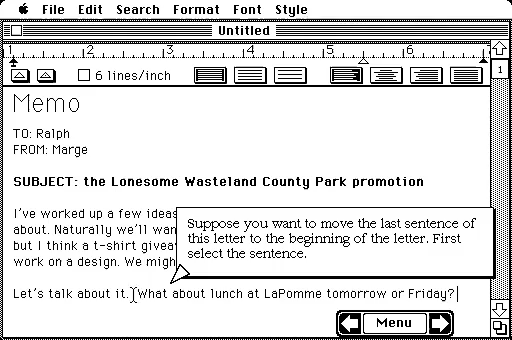 File Edit Search Format Font Style
Untitled
1 2 3 4 5 6 7
6 lines/inch
1
Memo
TO: Ralph
FROM: Marge
SUBJECT: the Lonesome Wasteland County Park promotion
I've worked up a few ideas
about. Naturally we'll wan
but I think a t-shirt giveav
work on a design. We migh
Suppose you want to move the last sentence of
this letter to the beginning of the letter. First
select the sentence.
Let's talk about it. What about lunch at LaPomme tomorrow or Friday?
Menu